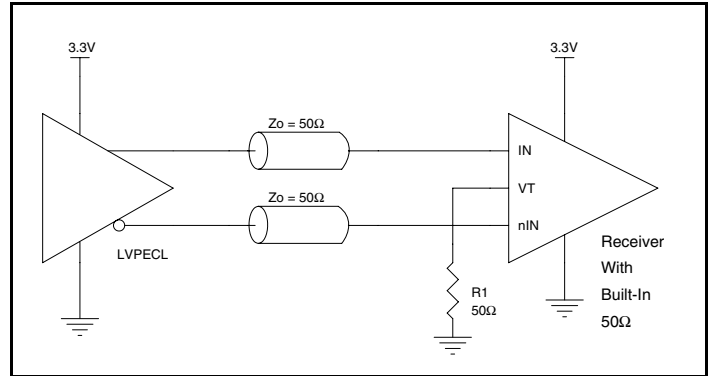 3.3V
3.3V
Zo = 50Ω
IN
VT
Zo = 50Ω
nIN
LVPECL
R1
50Ω
Receiver
With
Built-In
50Ω